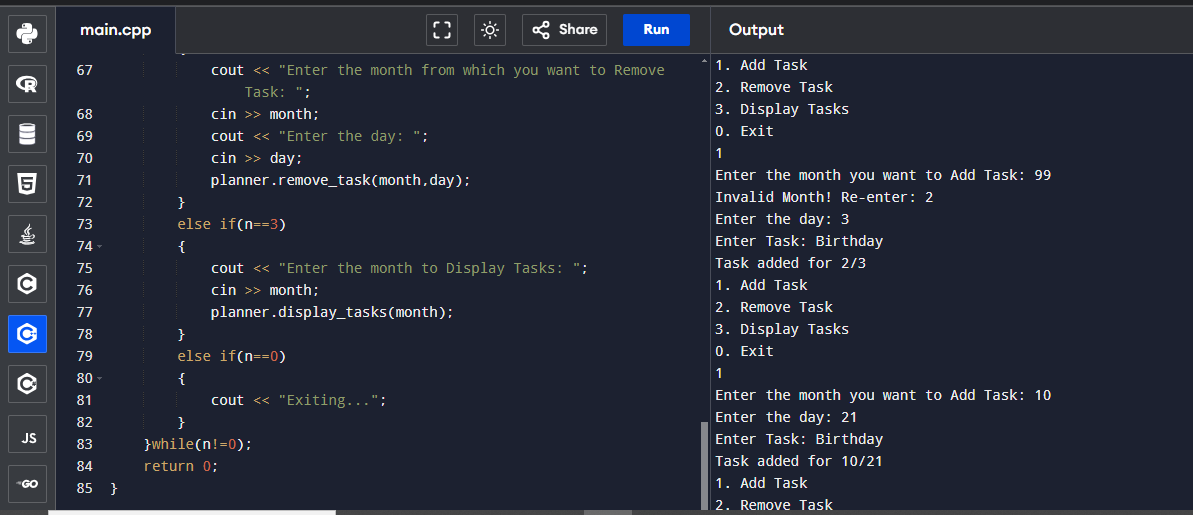 main.cpp
Share
Run
Output
67 cout << "Enter the month from which you want to Remove
Task: ";
68 cin >> month;
69 cout << "Enter the day: ";
70 cin >> day;
71 planner.remove_task(month,day);
72 }
73 else if(n==3)
74 {
75 cout << "Enter the month to Display Tasks: ";
76 cin >> month;
77 planner.display_tasks(month);
78 }
79 else if(n==0)
80 {
81 cout << "Exiting...";
82 }
83 }while(n!=0);
84 return 0;
85 }
1. Add Task
2. Remove Task
3. Display Tasks
0. Exit
1
Enter the month you want to Add Task: 99
Invalid Month! Re-enter: 2
Enter the day: 3
Enter Task: Birthday
Task added for 2/3
1. Add Task
2. Remove Task
3. Display Tasks
0. Exit
1
Enter the month you want to Add Task: 10
Enter the day: 21
Enter Task: Birthday
Task added for 10/21
1. Add Task
2. Remove Task
R
5
C
C
C
JS
GO